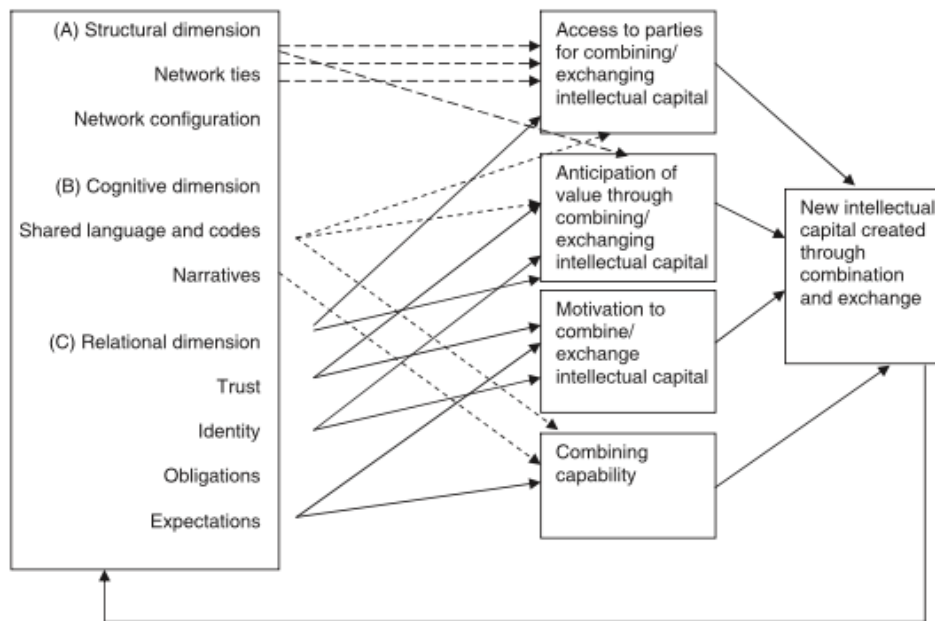 (A) Structural dimension
Network ties
Network configuration
(B) Cognitive dimension
Shared language and codes
Narratives
(C) Relational dimension
Trust
Identity
Obligations
Expectations
Access to parties
for combining/
exchanging
intellectual capital
Anticipation of
value through
combining/
exchanging
intellectual capital
Motivation to
combine/
exchange
intellectual capital
Combining
capability
New intellectual
capital created
through
combination
and exchange